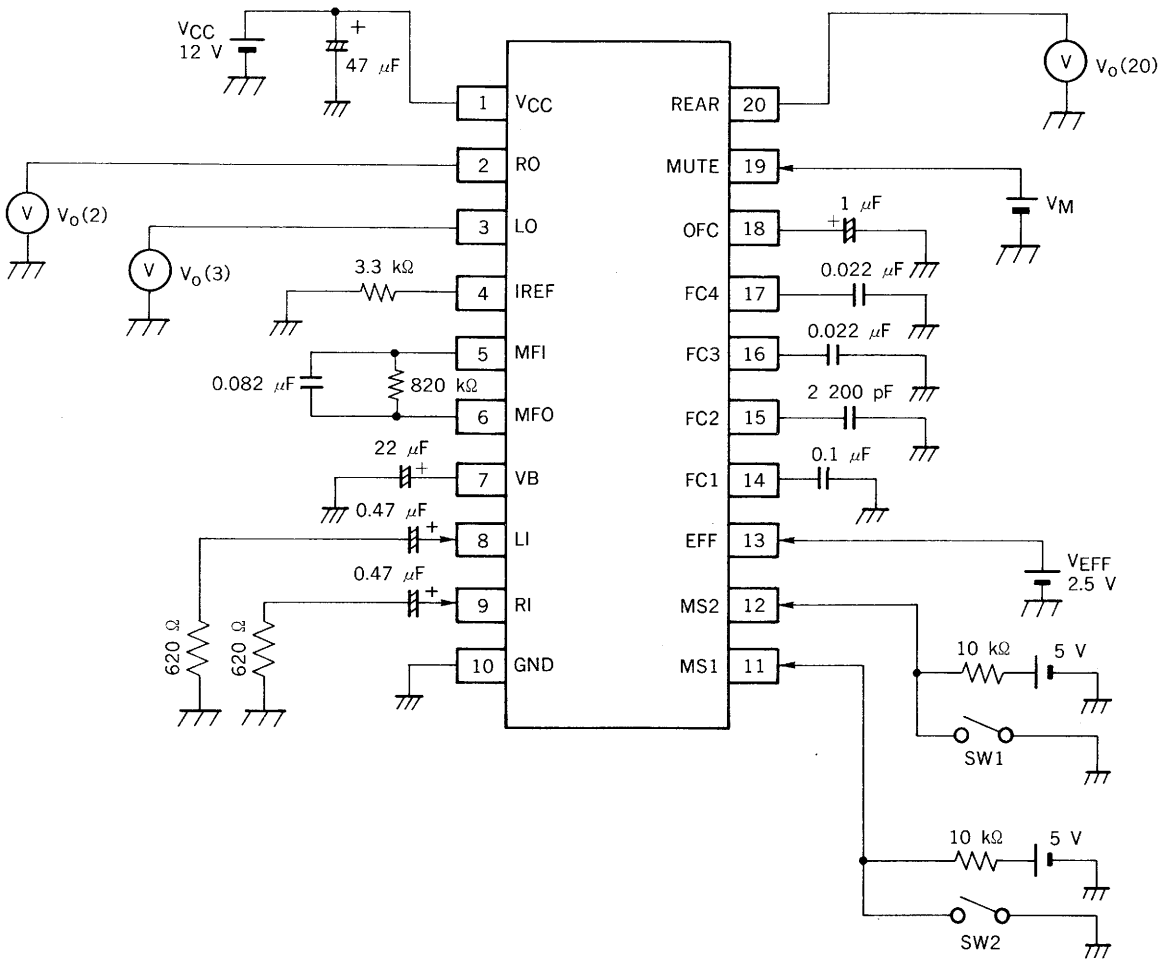 VCC
12 V
+
47 μF
V
Vo(20)
1 VCC
REAR 20
2 RO
MUTE 19
V
Vo(2)
VM
3 LO
OFC 18
+ 1 μF
V
Vo(3)
3.3 kΩ
4 IREF
FC4 17
0.022 μF
5 MFI
FC3 16
0.022 μF
0.082 μF
820 kΩ
6 MFO
FC2 15
2 200 pF
22 μF
+
7 VB
FC1 14
0.1 μF
0.47 μF
+
8 LI
EFF 13
VEFF
2.5 V
0.47 μF
+
9 RI
MS2 12
620 Ω
620 Ω
10 GND
MS1 11
10 kΩ
5 V
SW1
10 kΩ
5 V
SW2